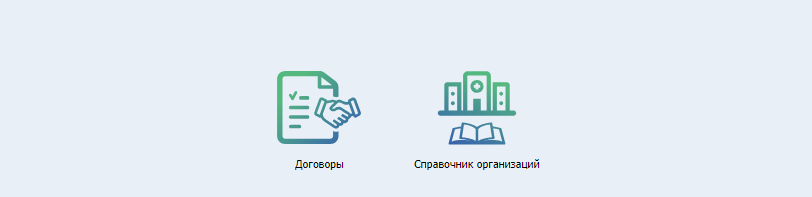 Договоры
Справочник организаций